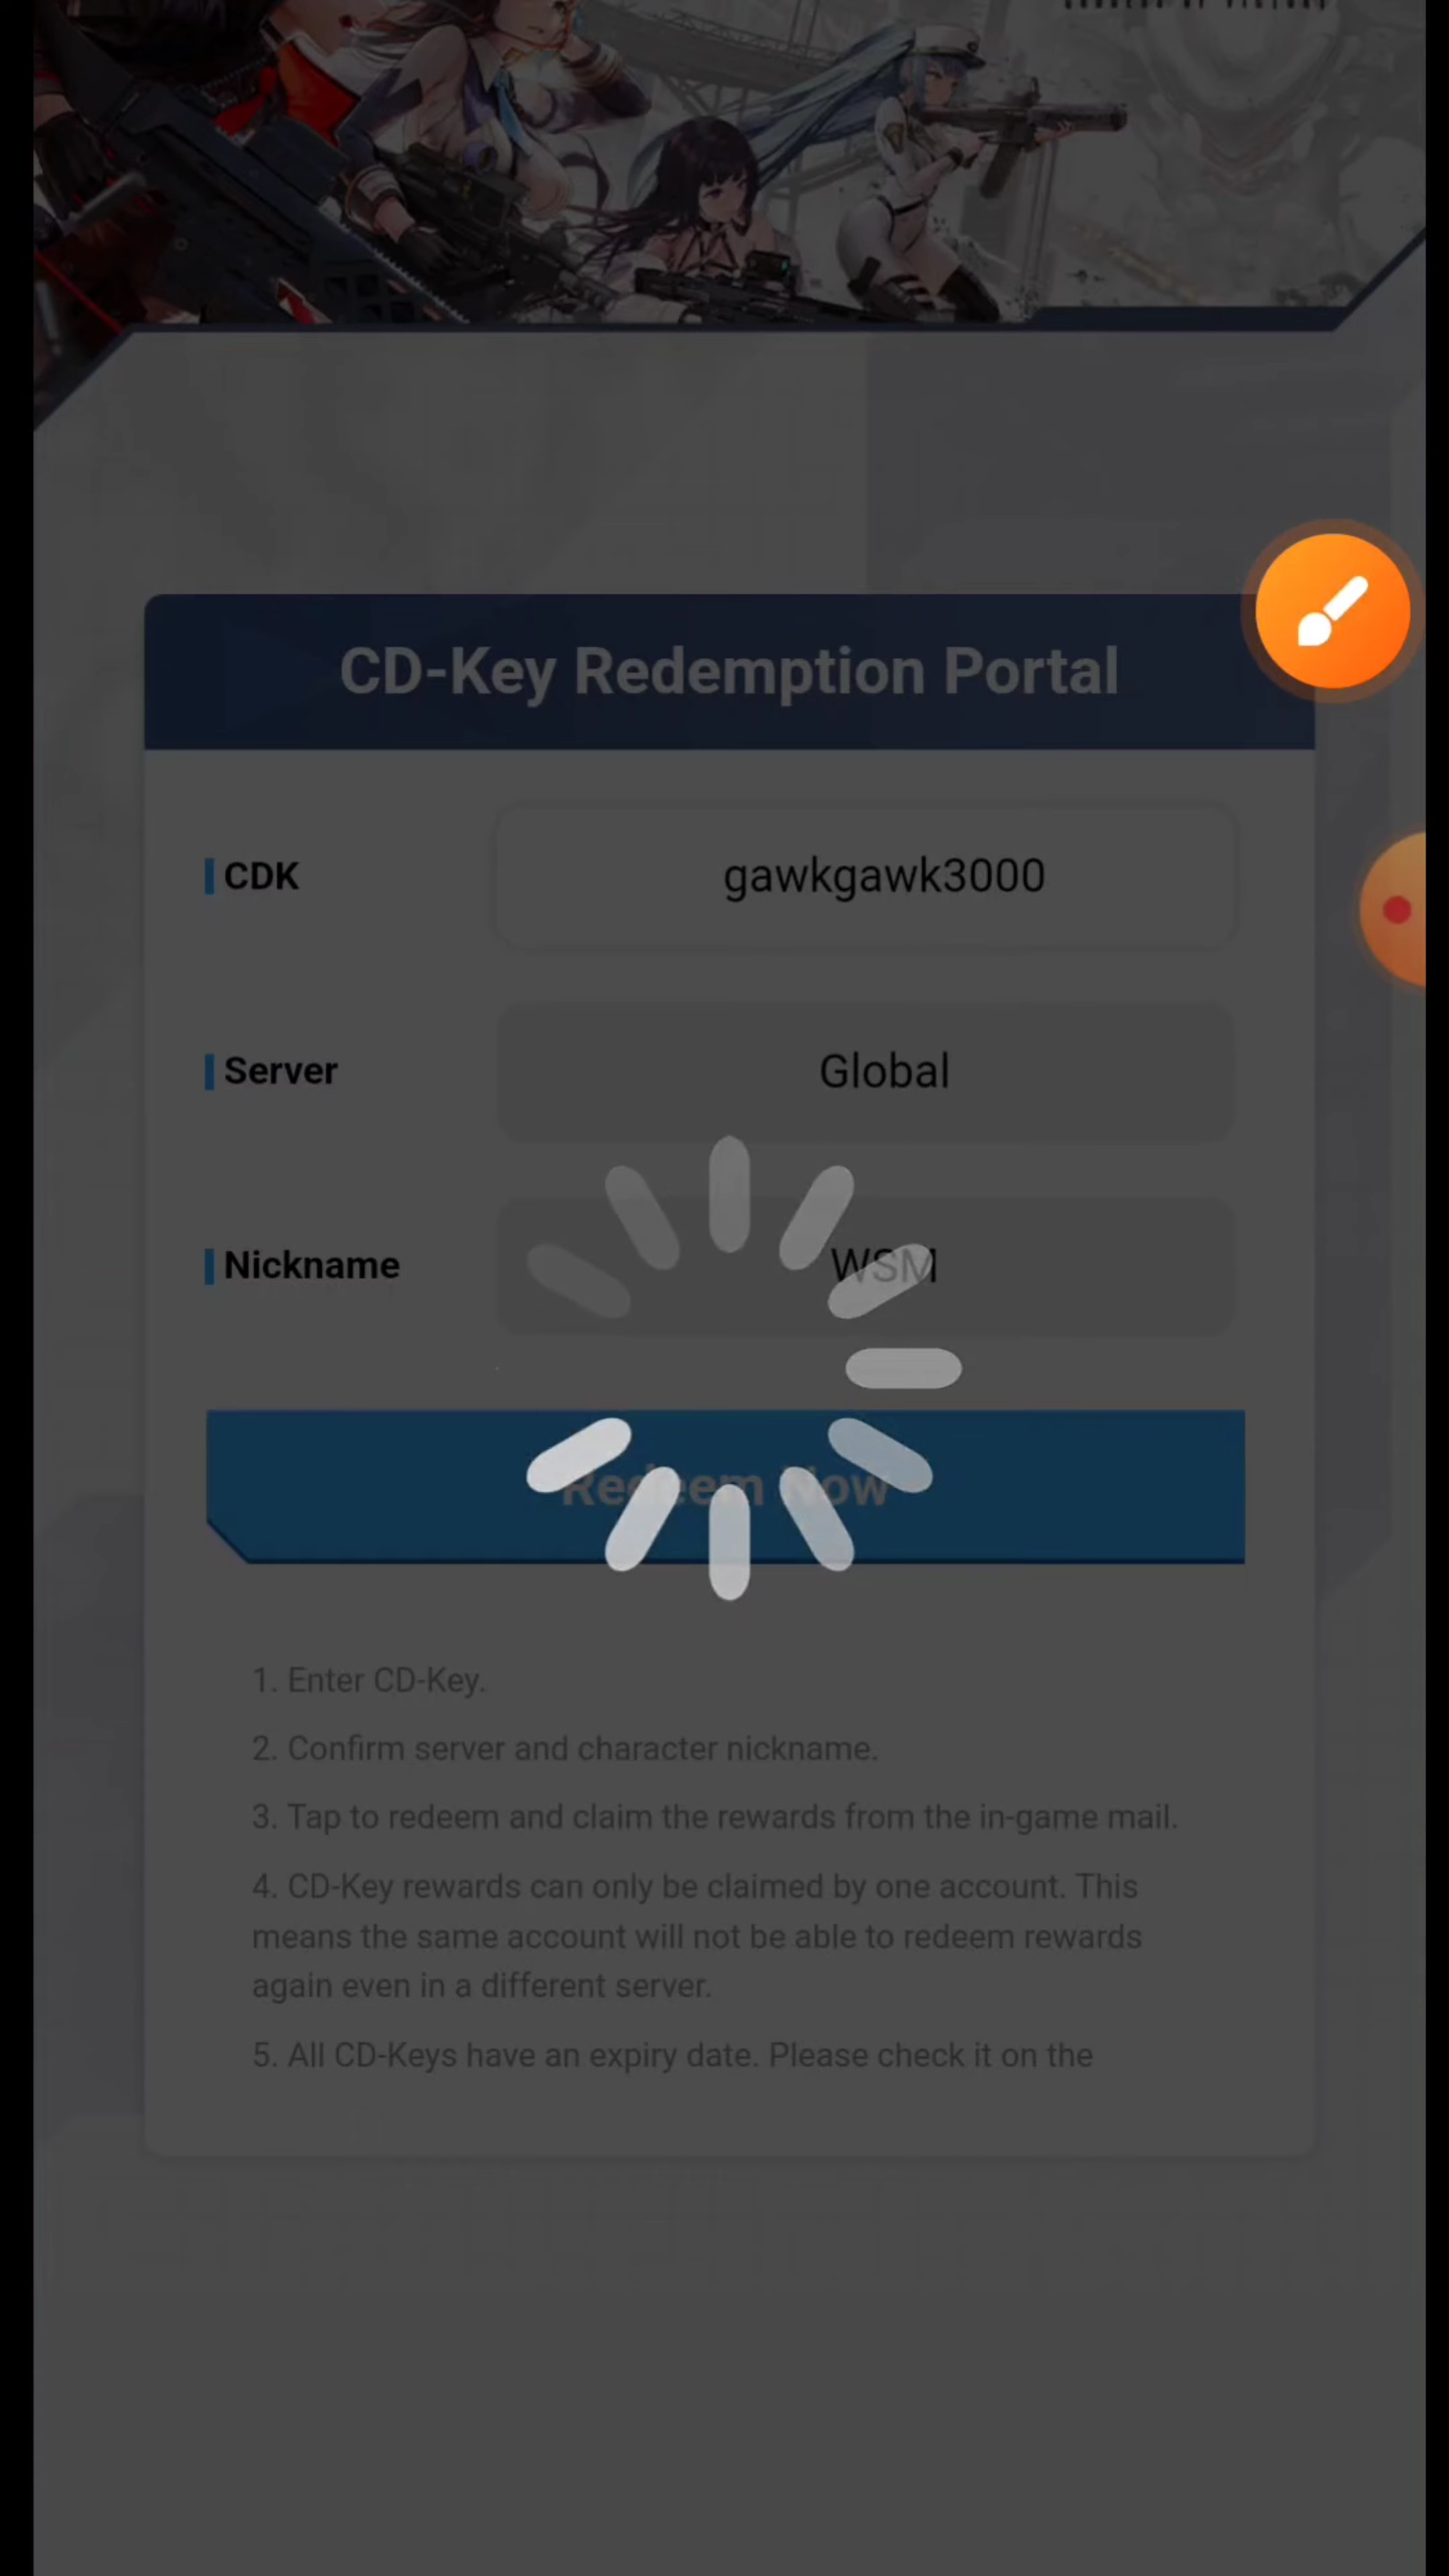 CD-Key Redemption Portal
CDK
gawkgawk3000
Server
Global
Nickname
WSM
Redeem Now
1. Enter CD-Key.
2. Confirm server and character nickname.
3. Tap to redeem and claim the rewards from the in-game mail.
4. CD-Key rewards can only be claimed by one account. This
means the same account will not be able to redeem rewards
again even in a different server.
5. All CD-Keys have an expiry date. Please check it on the